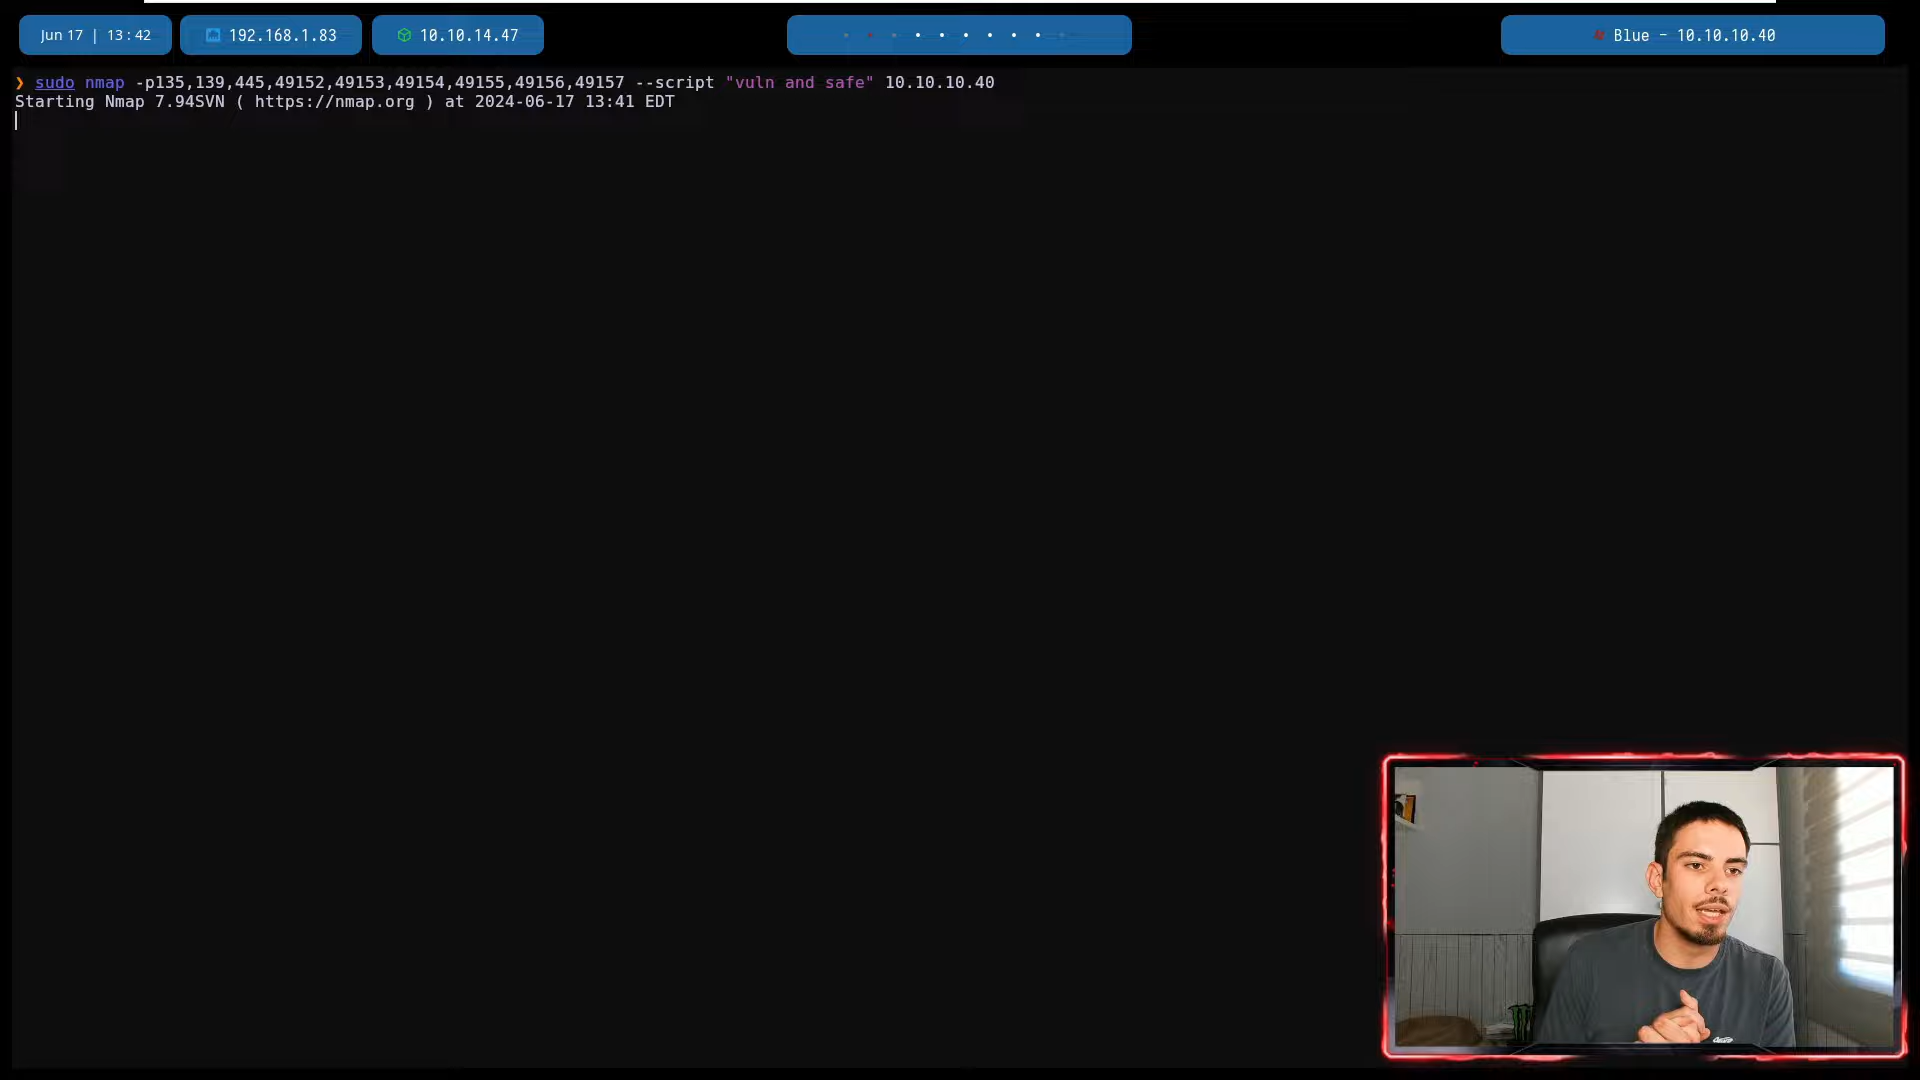 Jun 17 | 13:42
192.168.1.83
10.10.14.47
Blue - 10.10.10.40
❯ sudo nmap -p135,139,445,49152,49153,49154,49155,49156,49157 --script "vuln and safe" 10.10.10.40
Starting Nmap 7.94SVN ( https://nmap.org ) at 2024-06-17 13:41 EDT